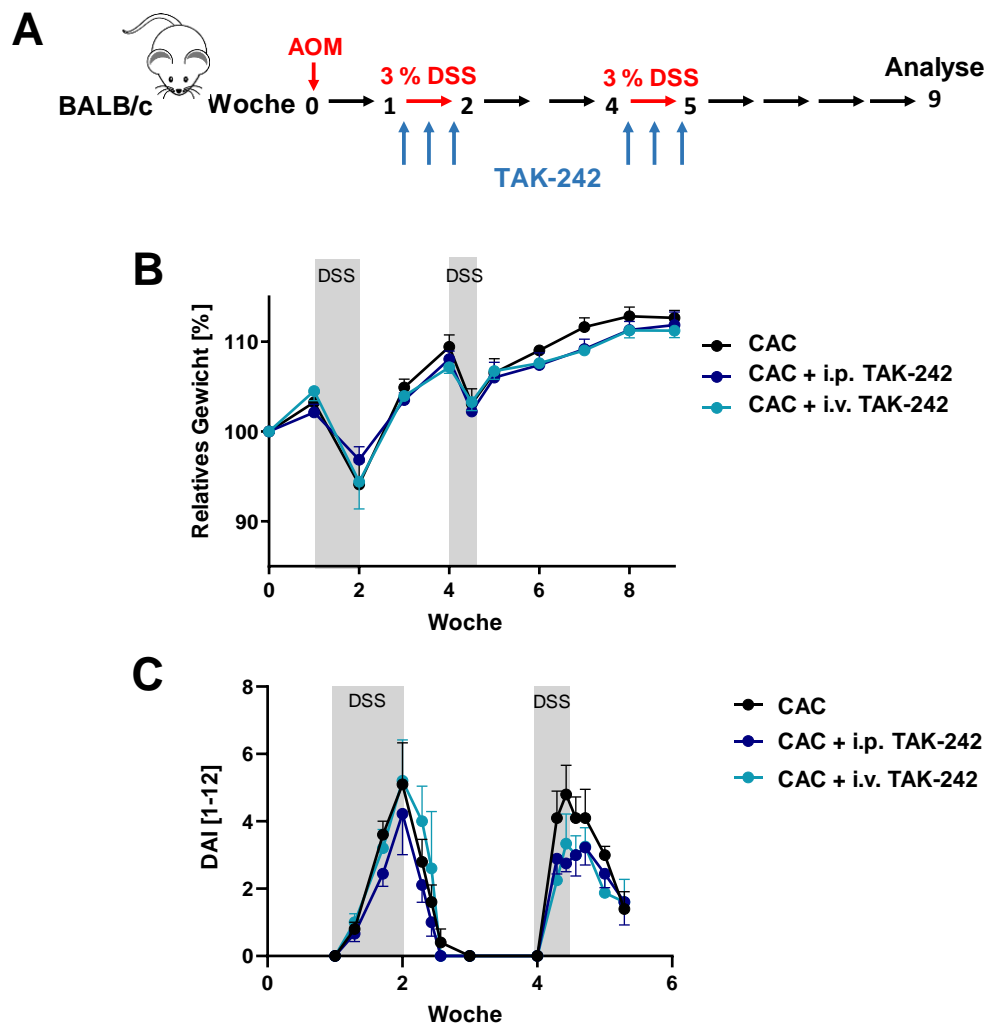 A
AOM
3 % DSS
3 % DSS
Analyse
BALB/c
Woche 0 1 2 4 5 9
TAK-242
B
DSS
DSS
Relatives Gewicht [%]
110
100
90
0 2 4 6 8
Woche
CAC
CAC + i.p. TAK-242
CAC + i.v. TAK-242
C
DSS
DSS
DAI [1-12]
8
6
4
2
0
0 2 4 6
Woche
CAC
CAC + i.p. TAK-242
CAC + i.v. TAK-242